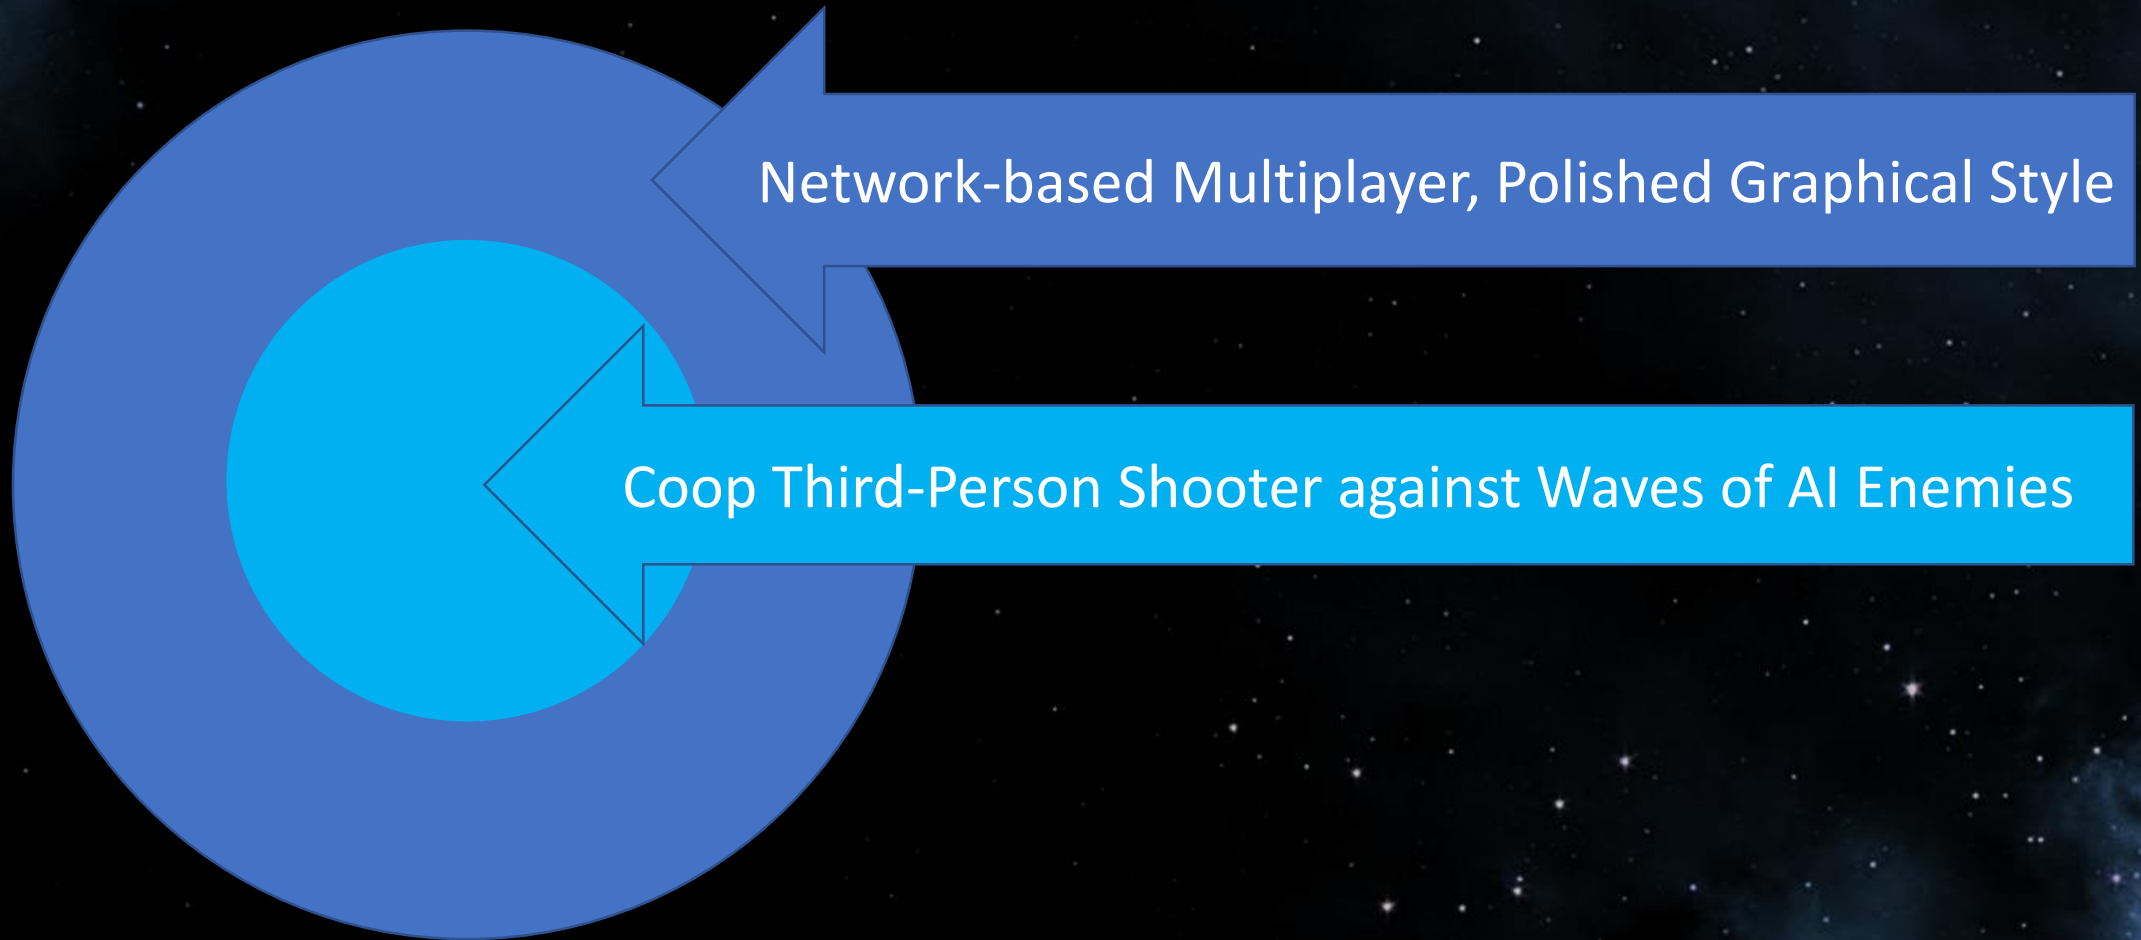 Network-based Multiplayer, Polished Graphical Style
Coop Third-Person Shooter against Waves of AI Enemies